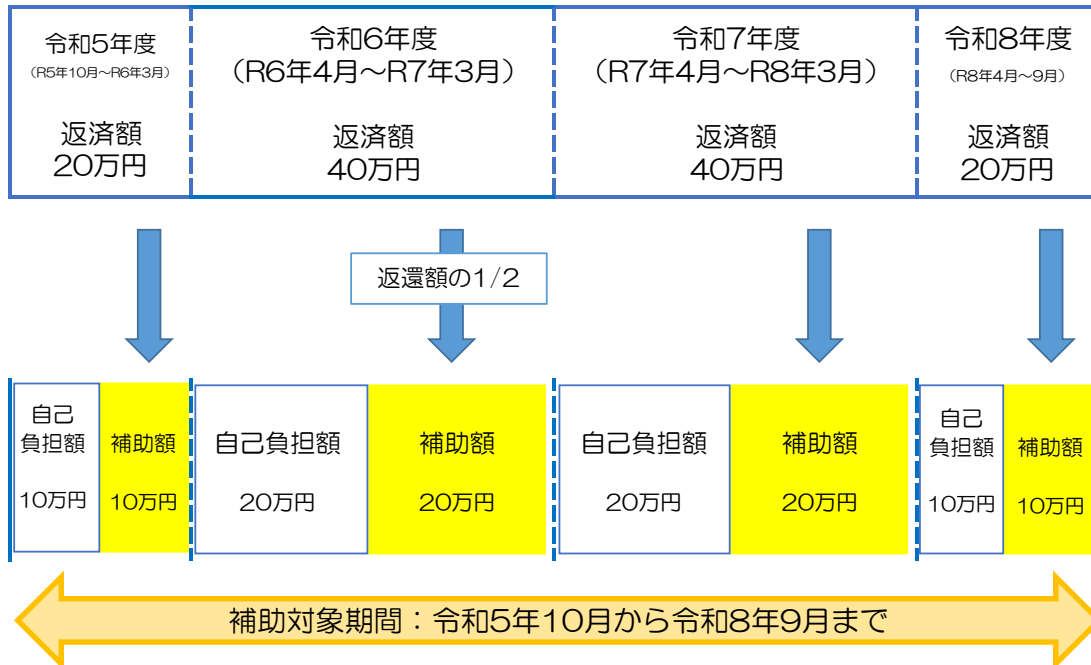 令和5年度
（R5年10月～R6年3月）
返済額
20万円
令和6年度
（R6年4月～R7年3月）
返済額
40万円
令和7年度
（R7年4月～R8年3月）
返済額
40万円
令和8年度
（R8年4月～9月）
返済額
20万円
返還額の1/2
自己
負担額
10万円
補助額
10万円
自己負担額
20万円
補助額
20万円
自己負担額
20万円
補助額
20万円
自己
負担額
10万円
補助額
10万円
補助対象期間：令和5年10月から令和8年9月まで